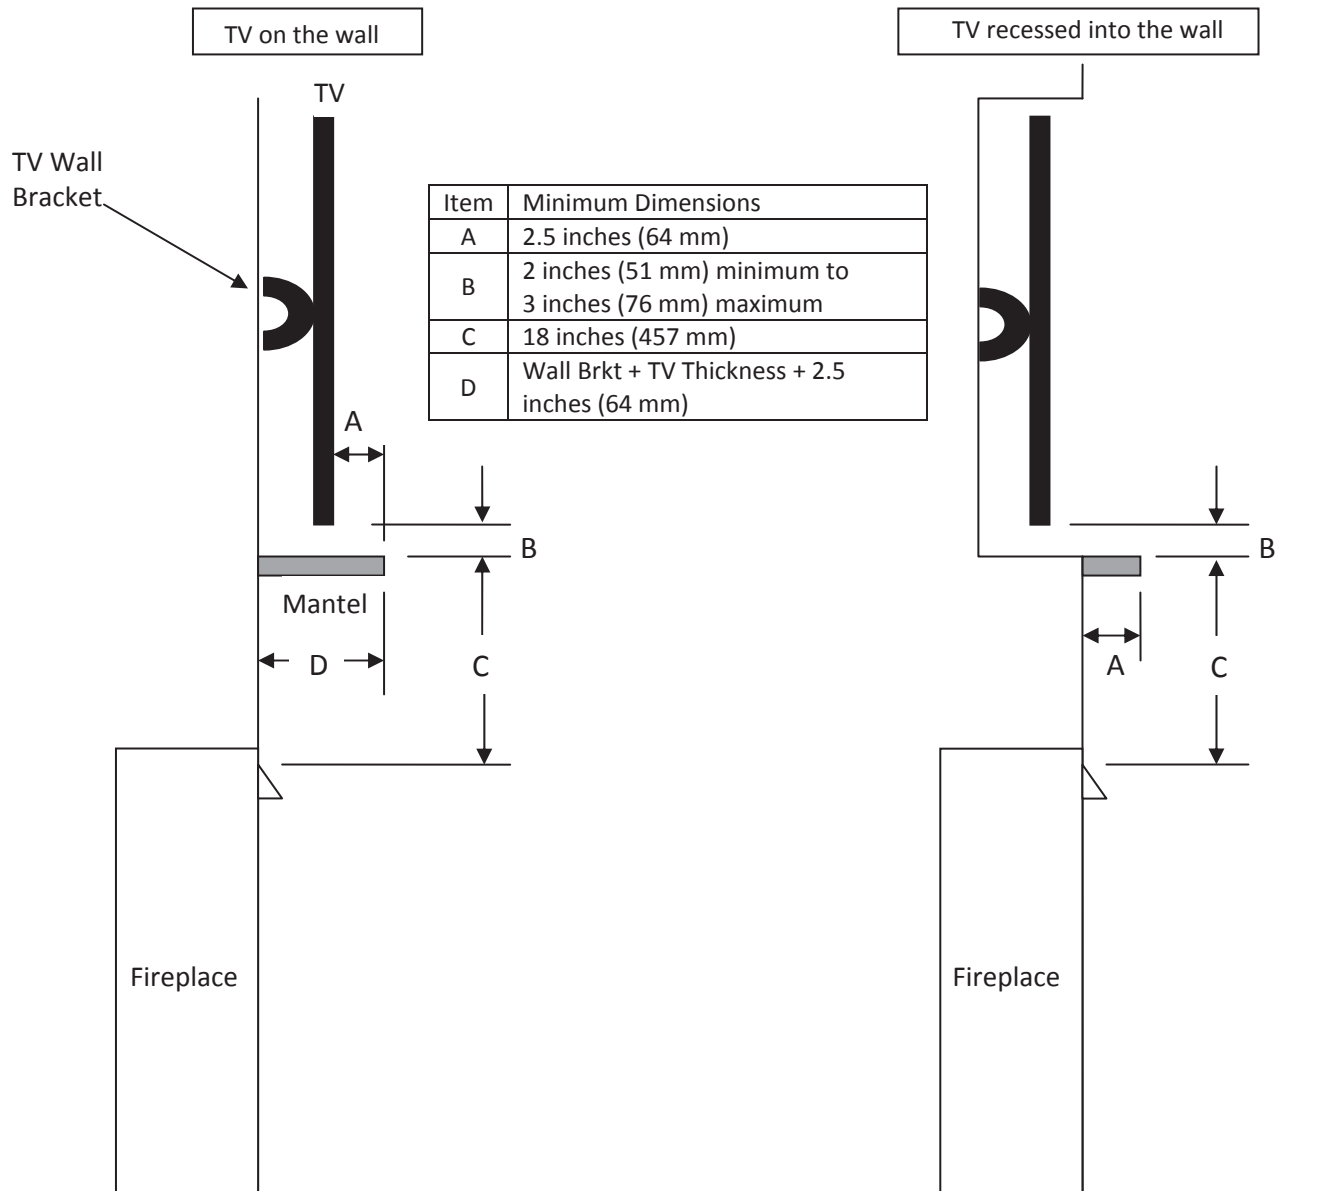 TV on the wall
TV recessed into the wall
TV
TV Wall
Bracket
Item Minimum Dimensions
A 2.5 inches (64 mm)
B 2 inches (51 mm) minimum to
3 inches (76 mm) maximum
C 18 inches (457 mm)
D Wall Brkt + TV Thickness + 2.5
inches (64 mm)
A
B
B
Mantel
D
C
A
C
Fireplace
Fireplace